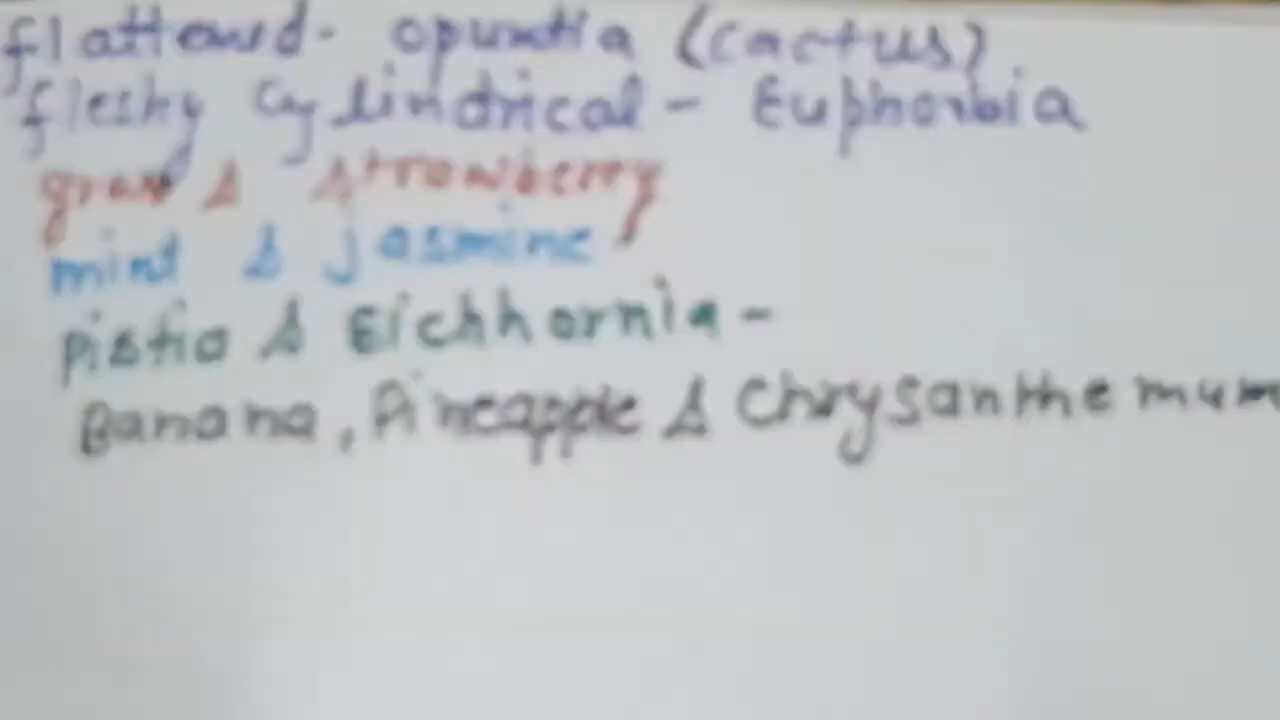 flattened- opuntia (cactus)
fleshy Cylindrical - Euphorbia
grass & strawberry
mint & jasmine
pistia & Eichhornia -
Banana, Pineapple & Chrysanthemum